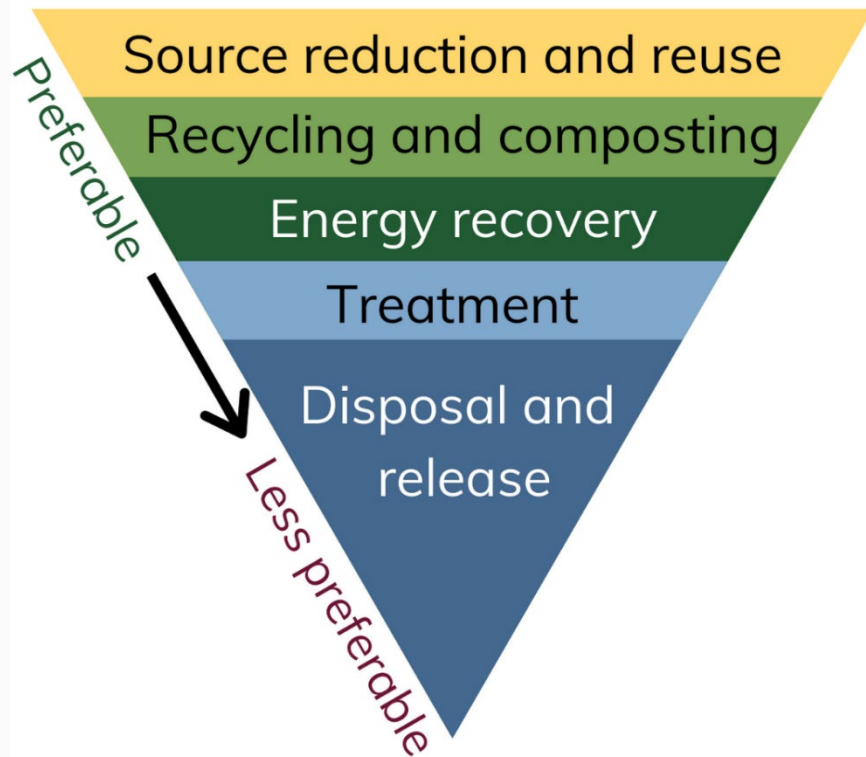 Source reduction and reuse
Recycling and composting
Energy recovery
Treatment
Disposal and
release
Preferable
Less preferable